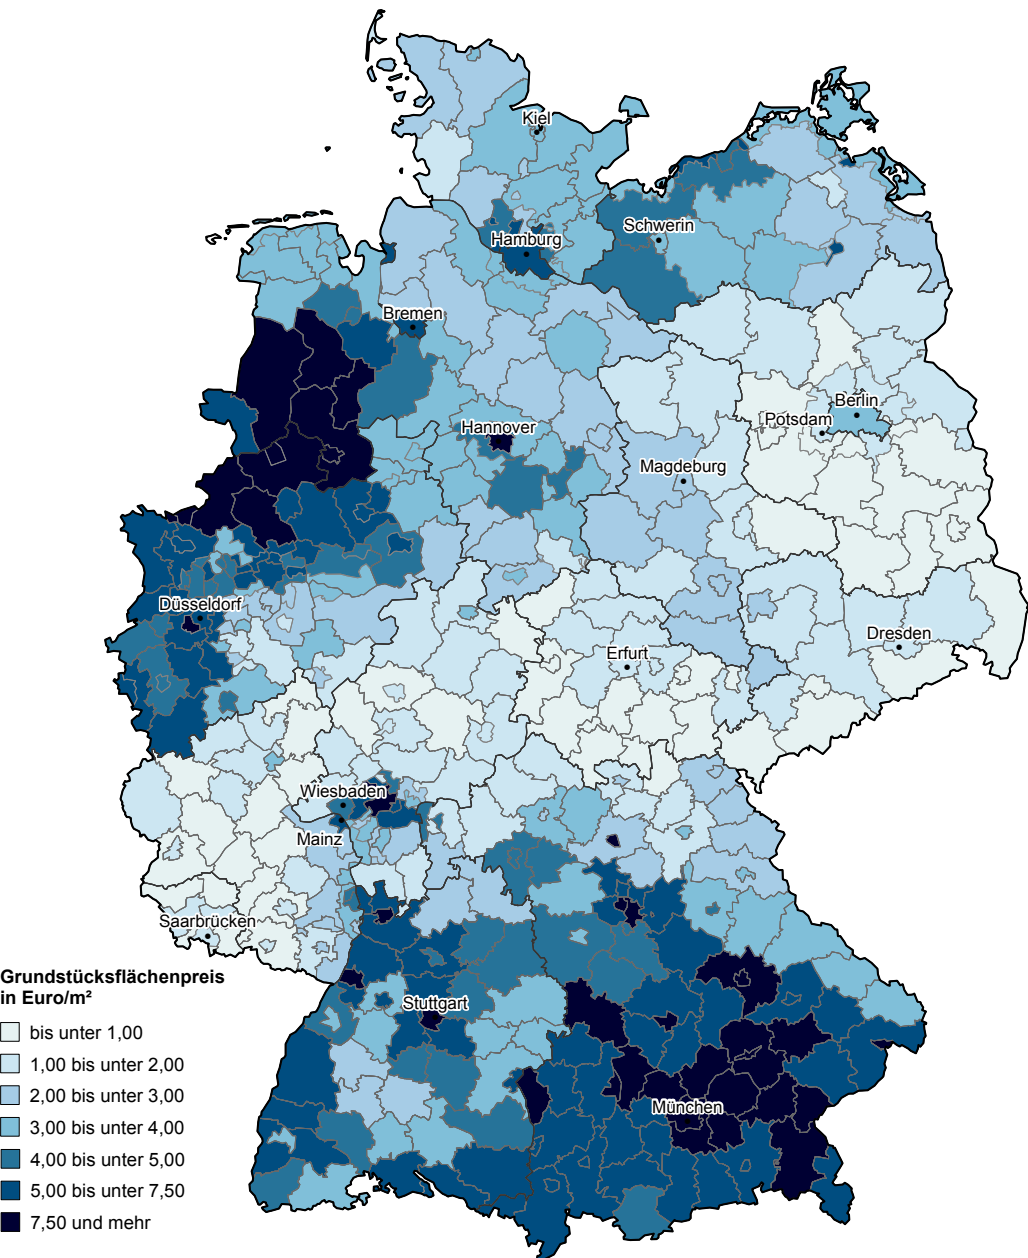 Kiel
Schwerin
Hamburg
Bremen
Berlin
Potsdam
Hannover
Magdeburg
Düsseldorf
Dresden
Erfurt
Wiesbaden
Mainz
Saarbrücken
Stuttgart
München
Grundstücksflächenpreis
in Euro/m²
bis unter 1,00
1,00 bis unter 2,00
2,00 bis unter 3,00
3,00 bis unter 4,00
4,00 bis unter 5,00
5,00 bis unter 7,50
7,50 und mehr